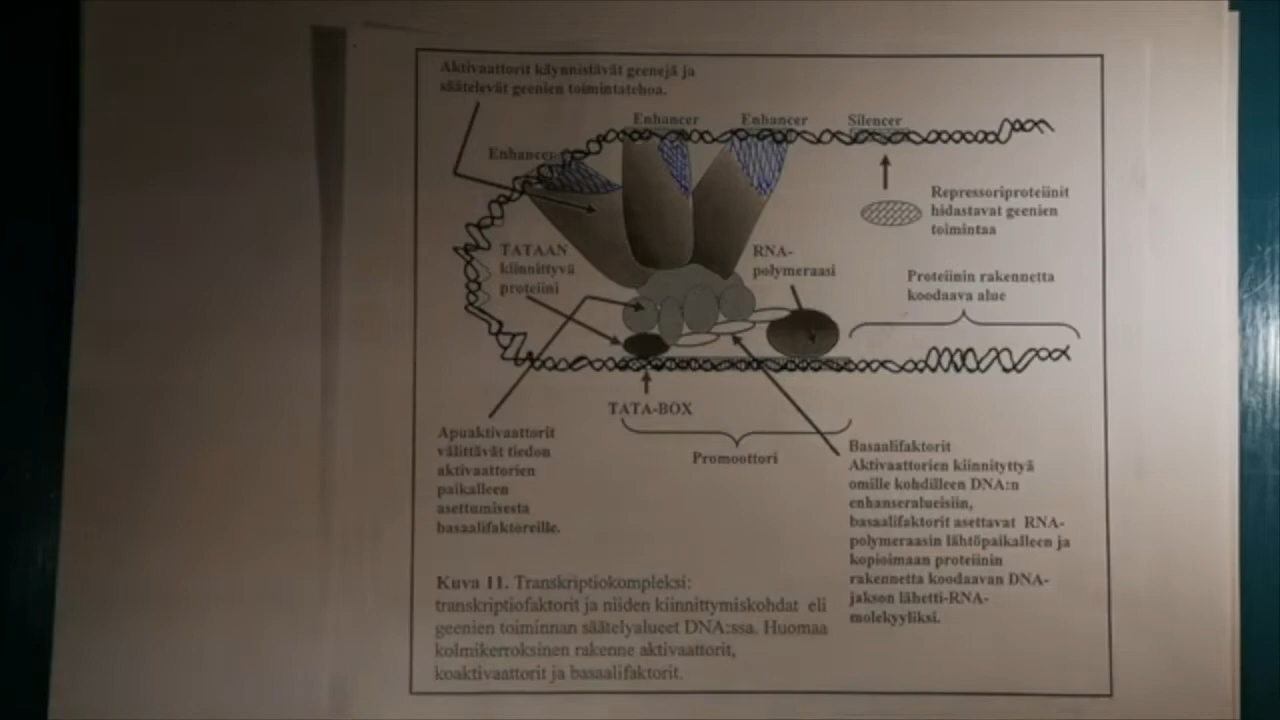 Aktivaattorit käynnistävät geenejä ja
säätelevät geenien toimintatehoa.
Enhancer
Enhancer
Silencer
Enhancer
Repressoriproteiinit
hidastavat geenien
toimintaa
TATAAN
kiinnittyvä
proteiini
RNA-
polymeraasi
Proteiinin rakennetta
koodaava alue
TATA-BOX
Promoottori
Apuaktivaattorit
välittävät tiedon
aktivaattorien
paikalleen
asettumisesta
basaalifaktoreille.
Basaalifaktorit
Aktivaattorien kiinnityttyä
omille kohdilleen DNA:n
enhanseralueisiin,
basaalifaktorit asettavat RNA-
polymeraasin lähtöpaikalleen ja
kopioimaan proteiinin
rakennetta koodaavan DNA-
jakson lähetti-RNA-
molekyyliksi.
Kuva 11. Transkriptiokompleksi:
transkriptiofaktorit ja niiden kiinnittymiskohdat eli
geenien toiminnan säätelyalueet DNA:ssa. Huomaa
kolmikerroksinen rakenne aktivaattorit,
koaktivaattorit ja basaalifaktorit.